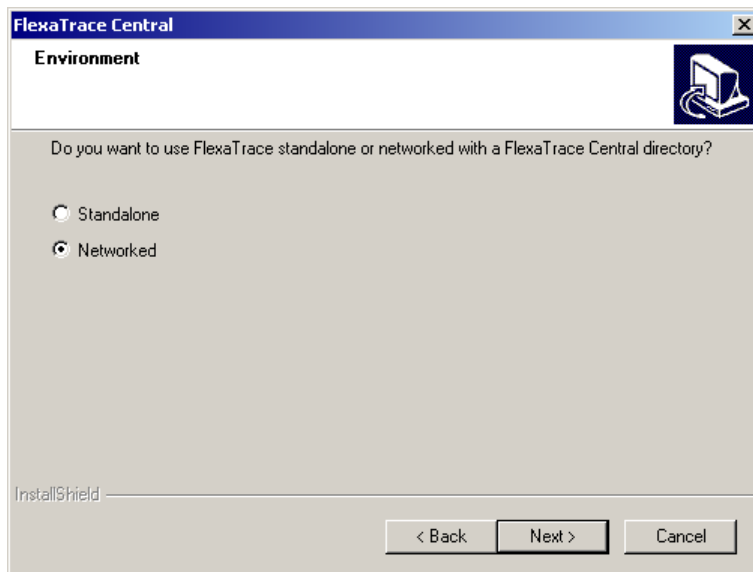 FlexaTrace Central
Environment
Do you want to use FlexaTrace standalone or networked with a FlexaTrace Central directory?
Standalone
Networked
InstallShield
< Back Next > Cancel